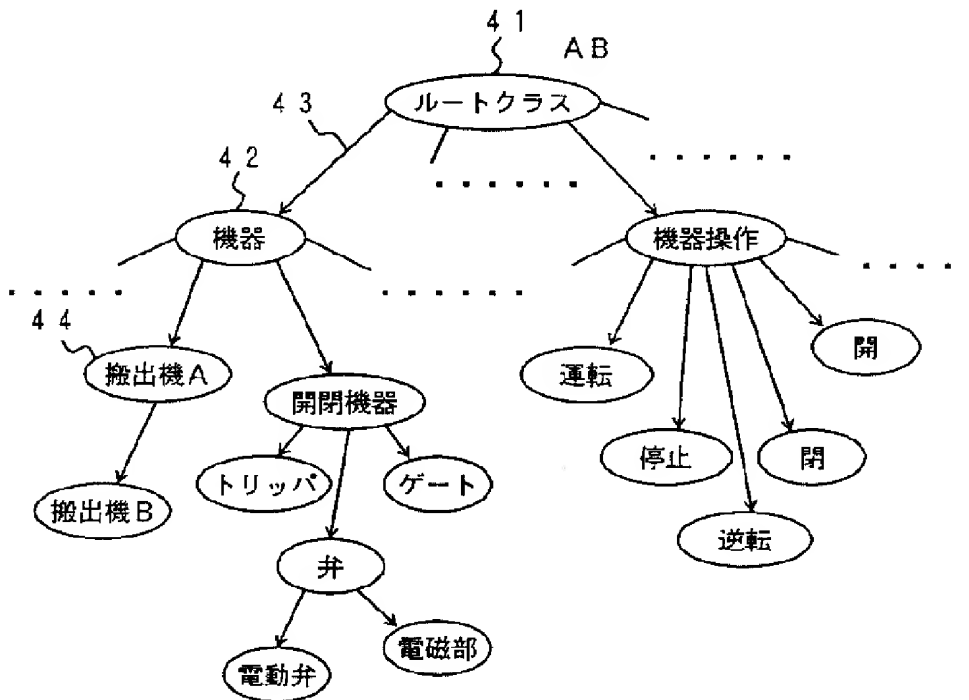 41
AB
ルートクラス
43
42
機器
機器操作
44
搬出機A
開閉機器
運転
開
トリッパ
ゲート
停止
閉
搬出機B
逆転
弁
電動弁
電磁部